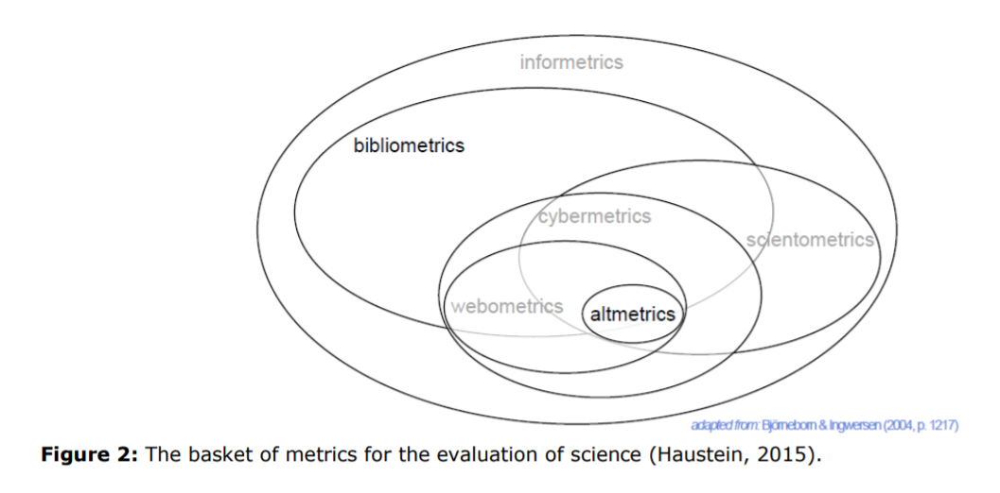 informetrics
bibliometrics
cybermetrics
scientometrics
webometrics
altmetrics
adapted from: Björneborn & Ingwersen (2004, p. 1217)
Figure 2: The basket of metrics for the evaluation of science (Haustein, 2015).